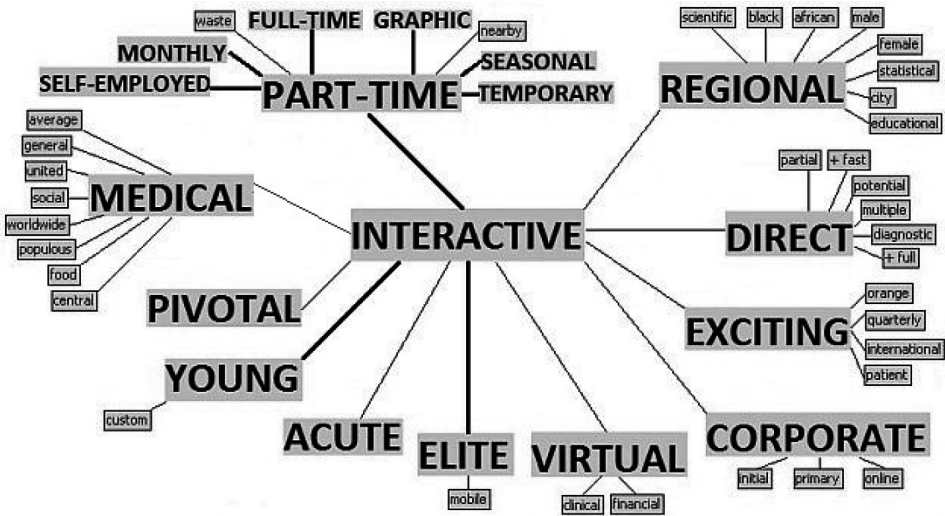 waste
FULL-TIME
GRAPHIC
nearby
MONTHLY
SEASONAL
SELF-EMPLOYED
PART-TIME
TEMPORARY
scientific
black
african
male
female
REGIONAL
statistical
city
educational
average
general
united
social
MEDICAL
worldwide
populous
food
central
partial
+ fast
potential
multiple
DIRECT
diagnostic
+ full
INTERACTIVE
PIVOTAL
orange
quarterly
EXCITING
international
patient
YOUNG
custom
ACUTE
ELITE
mobile
VIRTUAL
clinical
financial
CORPORATE
initial
primary
online